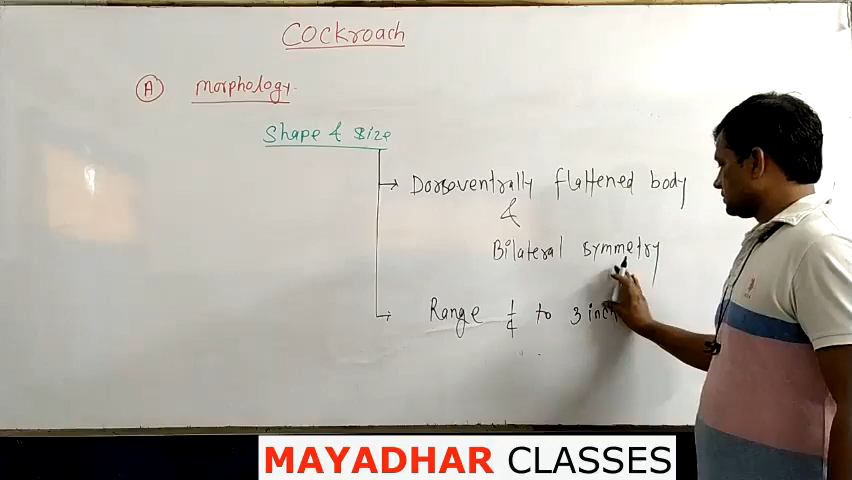 Cockroach
A Morphology.
Shape & Size
Dorsoventrally flattened body
&
Bilateral symmetry
Range 1/4 to 3 inch
MAYADHAR CLASSES